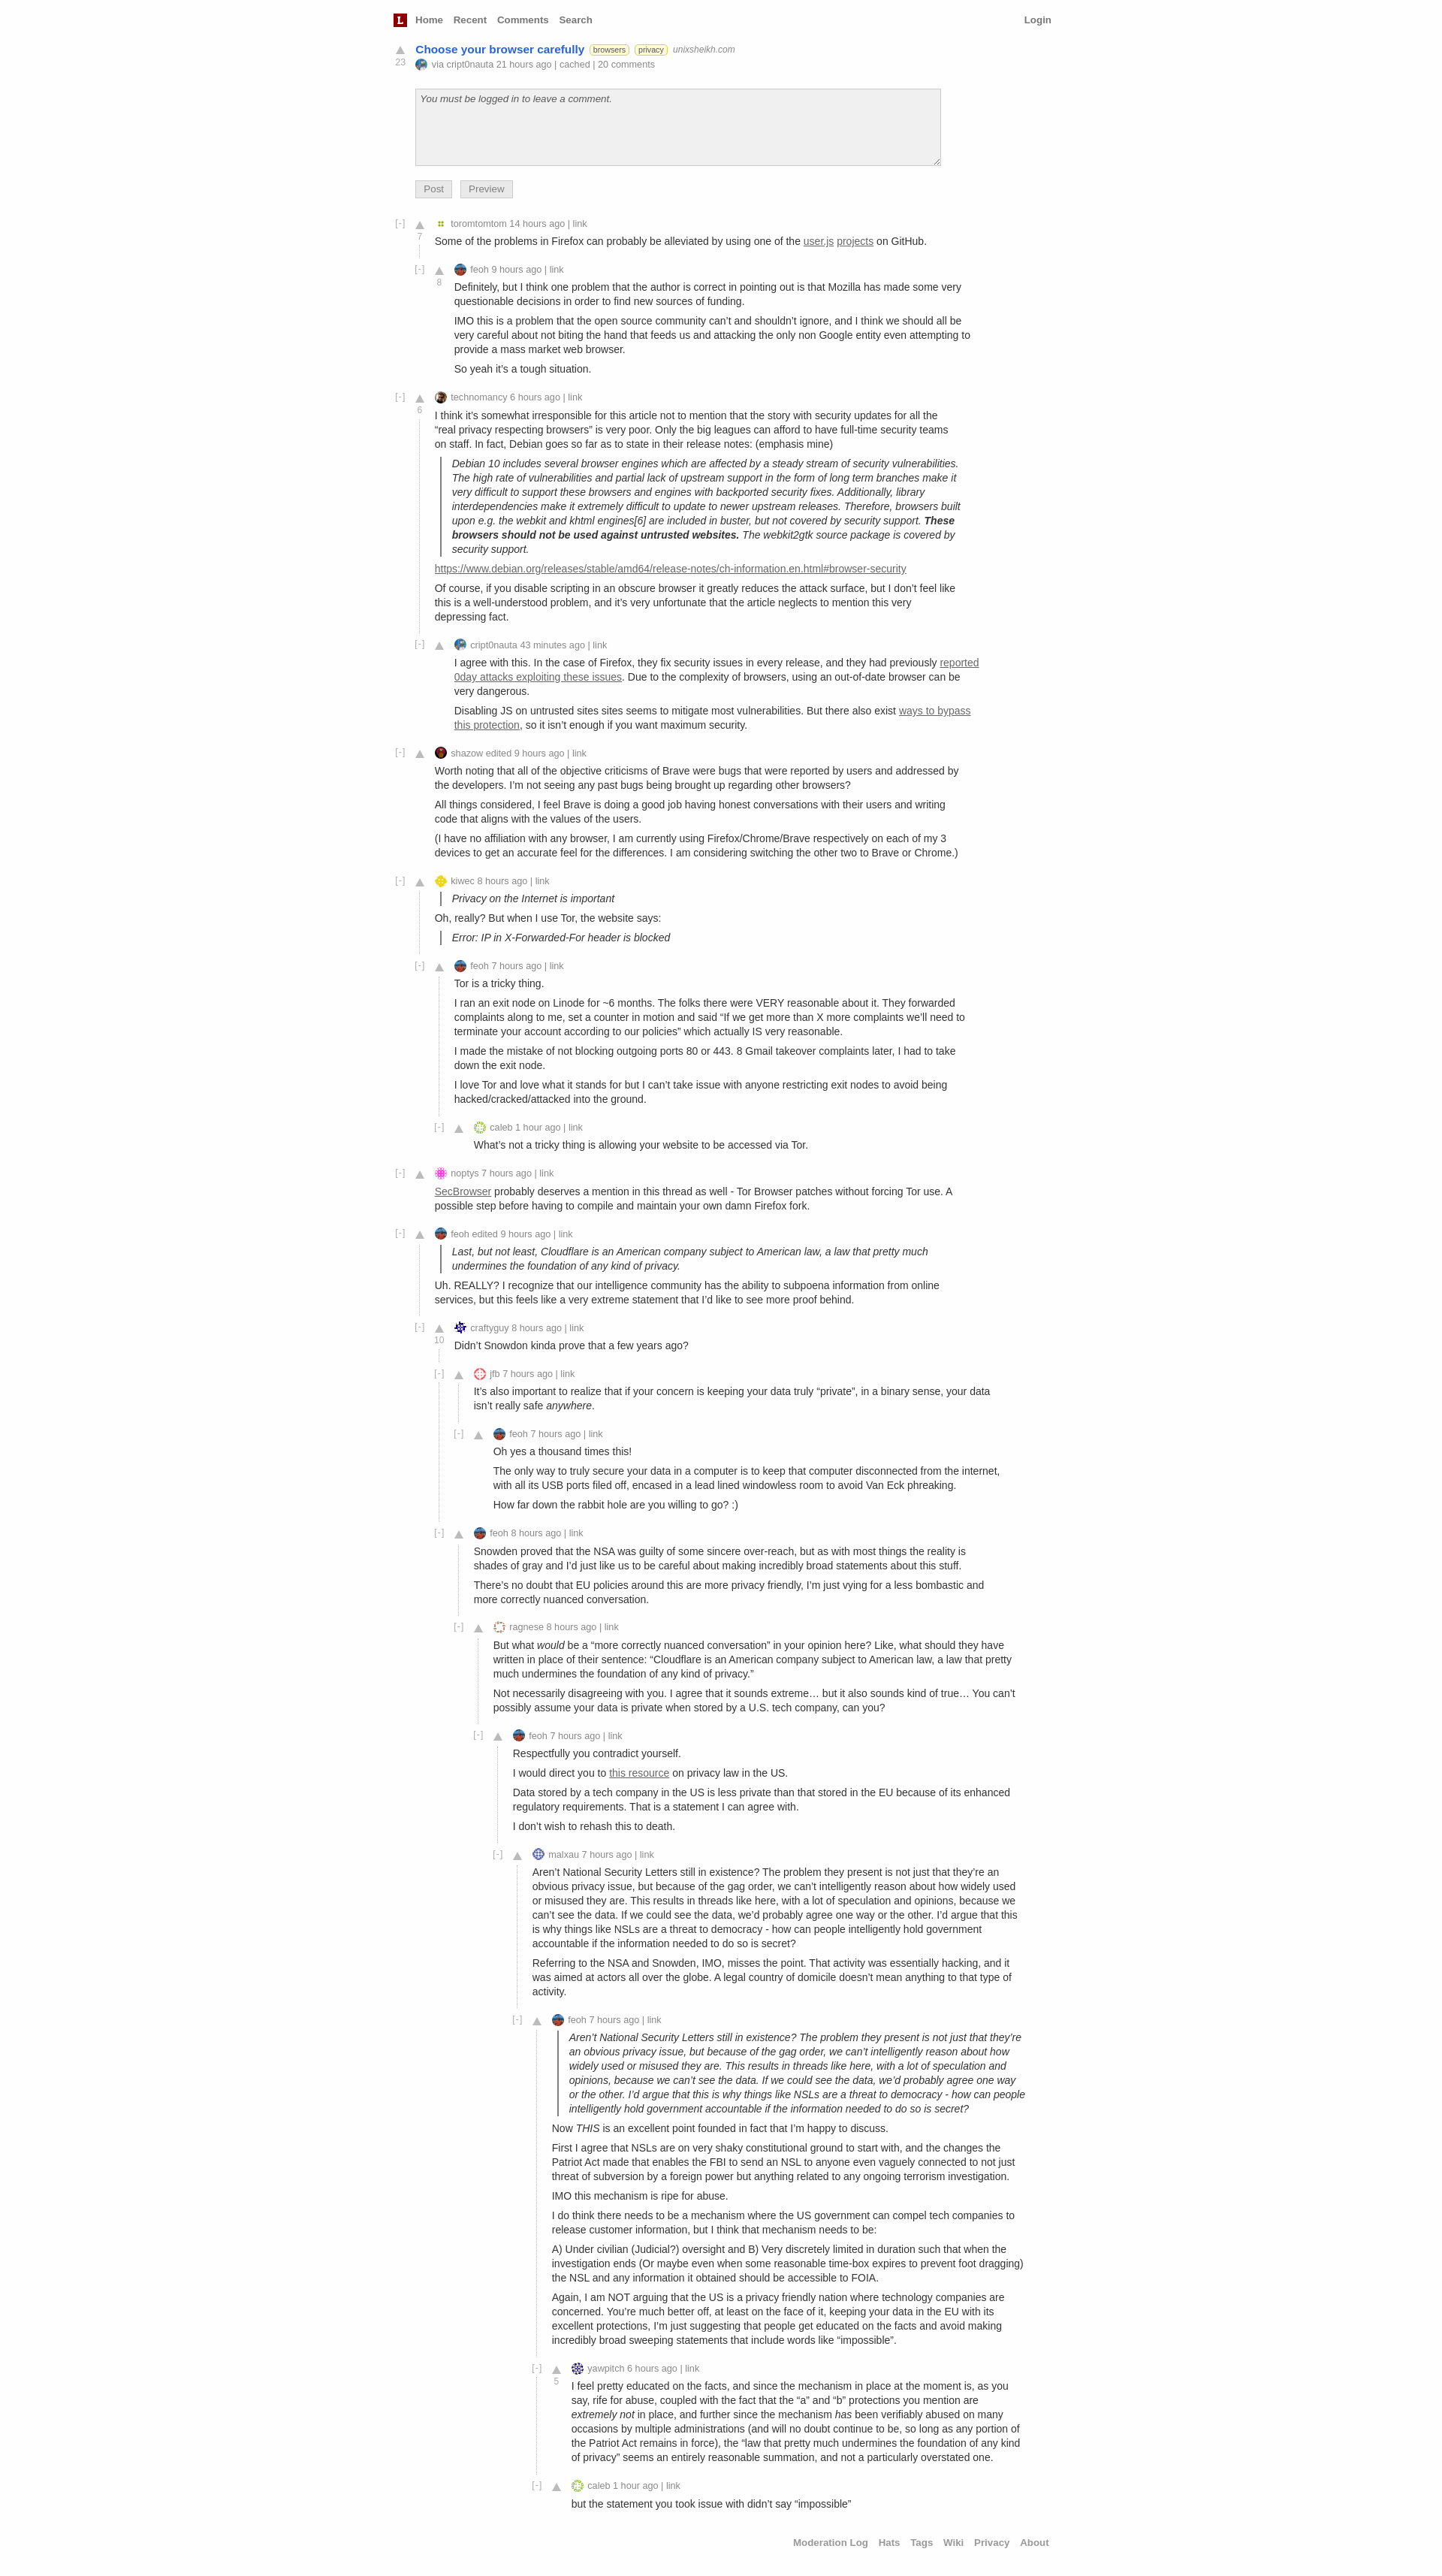 L Home Recent Comments Search Login
Choose your browser carefully browsers privacy unixsheikh.com
23
via cript0nauta 21 hours ago | cached | 20 comments
You must be logged in to leave a comment.
Post Preview
[-] toromtomtom 14 hours ago | link
7
Some of the problems in Firefox can probably be alleviated by using one of the user.js projects on GitHub.
[-] feoh 9 hours ago | link
8
Definitely, but I think one problem that the author is correct in pointing out is that Mozilla has made some very
questionable decisions in order to find new sources of funding.
IMO this is a problem that the open source community can’t and shouldn’t ignore, and I think we should all be
very careful about not biting the hand that feeds us and attacking the only non Google entity even attempting to
provide a mass market web browser.
So yeah it’s a tough situation.
[-] technomancy 6 hours ago | link
6
I think it’s somewhat irresponsible for this article not to mention that the story with security updates for all the
“real privacy respecting browsers” is very poor. Only the big leagues can afford to have full-time security teams
on staff. In fact, Debian goes so far as to state in their release notes: (emphasis mine)
Debian 10 includes several browser engines which are affected by a steady stream of security vulnerabilities.
The high rate of vulnerabilities and partial lack of upstream support in the form of long term branches make it
very difficult to support these browsers and engines with backported security fixes. Additionally, library
interdependencies make it extremely difficult to update to newer upstream releases. Therefore, browsers built
upon e.g. the webkit and khtml engines[6] are included in buster, but not covered by security support. These
browsers should not be used against untrusted websites. The webkit2gtk source package is covered by
security support.
https://www.debian.org/releases/stable/amd64/release-notes/ch-information.en.html#browser-security
Of course, if you disable scripting in an obscure browser it greatly reduces the attack surface, but I don’t feel like
this is a well-understood problem, and it’s very unfortunate that the article neglects to mention this very
depressing fact.
[-] cript0nauta 43 minutes ago | link
I agree with this. In the case of Firefox, they fix security issues in every release, and they had previously reported
0day attacks exploiting these issues. Due to the complexity of browsers, using an out-of-date browser can be
very dangerous.
Disabling JS on untrusted sites sites seems to mitigate most vulnerabilities. But there also exist ways to bypass
this protection, so it isn’t enough if you want maximum security.
[-] shazow edited 9 hours ago | link
Worth noting that all of the objective criticisms of Brave were bugs that were reported by users and addressed by
the developers. I’m not seeing any past bugs being brought up regarding other browsers?
All things considered, I feel Brave is doing a good job having honest conversations with their users and writing
code that aligns with the values of the users.
(I have no affiliation with any browser, I am currently using Firefox/Chrome/Brave respectively on each of my 3
devices to get an accurate feel for the differences. I am considering switching the other two to Brave or Chrome.)
[-] kiwec 8 hours ago | link
Privacy on the Internet is important
Oh, really? But when I use Tor, the website says:
Error: IP in X-Forwarded-For header is blocked
[-] feoh 7 hours ago | link
Tor is a tricky thing.
I ran an exit node on Linode for ~6 months. The folks there were VERY reasonable about it. They forwarded
complaints along to me, set a counter in motion and said “If we get more than X more complaints we’ll need to
terminate your account according to our policies” which actually IS very reasonable.
I made the mistake of not blocking outgoing ports 80 or 443. 8 Gmail takeover complaints later, I had to take
down the exit node.
I love Tor and love what it stands for but I can’t take issue with anyone restricting exit nodes to avoid being
hacked/cracked/attacked into the ground.
[-] caleb 1 hour ago | link
What’s not a tricky thing is allowing your website to be accessed via Tor.
[-] noptys 7 hours ago | link
SecBrowser probably deserves a mention in this thread as well - Tor Browser patches without forcing Tor use. A
possible step before having to compile and maintain your own damn Firefox fork.
[-] feoh edited 9 hours ago | link
Last, but not least, Cloudflare is an American company subject to American law, a law that pretty much
undermines the foundation of any kind of privacy.
Uh. REALLY? I recognize that our intelligence community has the ability to subpoena information from online
services, but this feels like a very extreme statement that I’d like to see more proof behind.
[-] craftyguy 8 hours ago | link
10
Didn’t Snowdon kinda prove that a few years ago?
[-] jfb 7 hours ago | link
It’s also important to realize that if your concern is keeping your data truly “private”, in a binary sense, your data
isn’t really safe anywhere.
[-] feoh 7 hours ago | link
Oh yes a thousand times this!
The only way to truly secure your data in a computer is to keep that computer disconnected from the internet,
with all its USB ports filed off, encased in a lead lined windowless room to avoid Van Eck phreaking.
How far down the rabbit hole are you willing to go? :)
[-] feoh 8 hours ago | link
Snowden proved that the NSA was guilty of some sincere over-reach, but as with most things the reality is
shades of gray and I’d just like us to be careful about making incredibly broad statements about this stuff.
There’s no doubt that EU policies around this are more privacy friendly, I’m just vying for a less bombastic and
more correctly nuanced conversation.
[-] ragnese 8 hours ago | link
But what would be a “more correctly nuanced conversation” in your opinion here? Like, what should they have
written in place of their sentence: “Cloudflare is an American company subject to American law, a law that pretty
much undermines the foundation of any kind of privacy.”
Not necessarily disagreeing with you. I agree that it sounds extreme… but it also sounds kind of true… You can’t
possibly assume your data is private when stored by a U.S. tech company, can you?
[-] feoh 7 hours ago | link
Respectfully you contradict yourself.
I would direct you to this resource on privacy law in the US.
Data stored by a tech company in the US is less private than that stored in the EU because of its enhanced
regulatory requirements. That is a statement I can agree with.
I don’t wish to rehash this to death.
[-] malxau 7 hours ago | link
Aren’t National Security Letters still in existence? The problem they present is not just that they’re an
obvious privacy issue, but because of the gag order, we can’t intelligently reason about how widely used
or misused they are. This results in threads like here, with a lot of speculation and opinions, because we
can’t see the data. If we could see the data, we’d probably agree one way or the other. I’d argue that this
is why things like NSLs are a threat to democracy - how can people intelligently hold government
accountable if the information needed to do so is secret?
Referring to the NSA and Snowden, IMO, misses the point. That activity was essentially hacking, and it
was aimed at actors all over the globe. A legal country of domicile doesn’t mean anything to that type of
activity.
[-] feoh 7 hours ago | link
Aren’t National Security Letters still in existence? The problem they present is not just that they’re
an obvious privacy issue, but because of the gag order, we can’t intelligently reason about how
widely used or misused they are. This results in threads like here, with a lot of speculation and
opinions, because we can’t see the data. If we could see the data, we’d probably agree one way
or the other. I’d argue that this is why things like NSLs are a threat to democracy - how can people
intelligently hold government accountable if the information needed to do so is secret?
Now THIS is an excellent point founded in fact that I’m happy to discuss.
First I agree that NSLs are on very shaky constitutional ground to start with, and the changes the
Patriot Act made that enables the FBI to send an NSL to anyone even vaguely connected to not just
threat of subversion by a foreign power but anything related to any ongoing terrorism investigation.
IMO this mechanism is ripe for abuse.
I do think there needs to be a mechanism where the US government can compel tech companies to
release customer information, but I think that mechanism needs to be:
A) Under civilian (Judicial?) oversight and B) Very discretely limited in duration such that when the
investigation ends (Or maybe even when some reasonable time-box expires to prevent foot dragging)
the NSL and any information it obtained should be accessible to FOIA.
Again, I am NOT arguing that the US is a privacy friendly nation where technology companies are
concerned. You’re much better off, at least on the face of it, keeping your data in the EU with its
excellent protections, I’m just suggesting that people get educated on the facts and avoid making
incredibly broad sweeping statements that include words like “impossible”.
[-] yawpitch 6 hours ago | link
5
I feel pretty educated on the facts, and since the mechanism in place at the moment is, as you
say, rife for abuse, coupled with the fact that the “a” and “b” protections you mention are
extremely not in place, and further since the mechanism has been verifiably abused on many
occasions by multiple administrations (and will no doubt continue to be, so long as any portion of
the Patriot Act remains in force), the “law that pretty much undermines the foundation of any kind
of privacy” seems an entirely reasonable summation, and not a particularly overstated one.
[-] caleb 1 hour ago | link
but the statement you took issue with didn’t say “impossible”
Moderation Log Hats Tags Wiki Privacy About